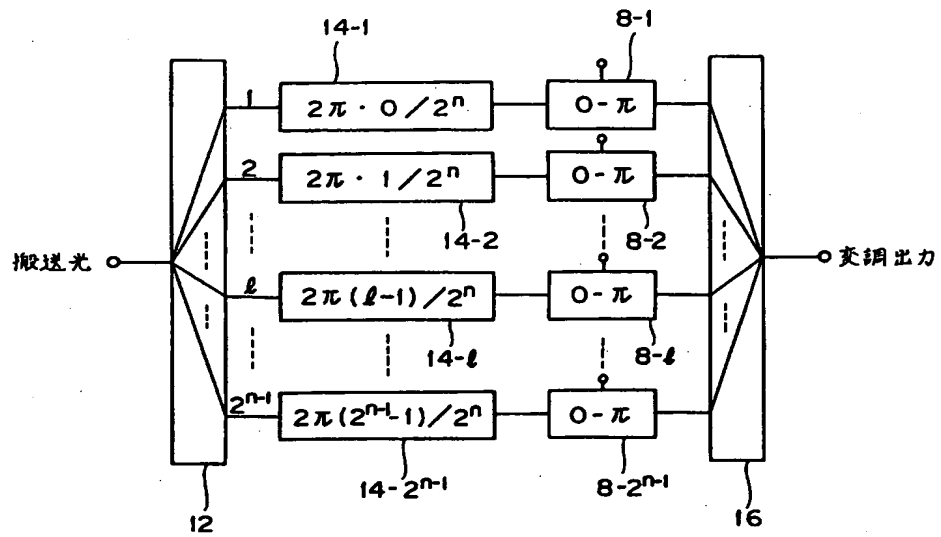 14-1
8-1
1
2π · 0 / 2ⁿ
0 - π
2
2π · 1 / 2ⁿ
0 - π
14-2
8-2
搬送光
変調出力
ℓ
2π (ℓ-1) / 2ⁿ
0 - π
14-ℓ
8-ℓ
2ⁿ⁻¹
2π (2ⁿ⁻¹-1) / 2ⁿ
0 - π
14-2ⁿ⁻¹
8-2ⁿ⁻¹
12
16